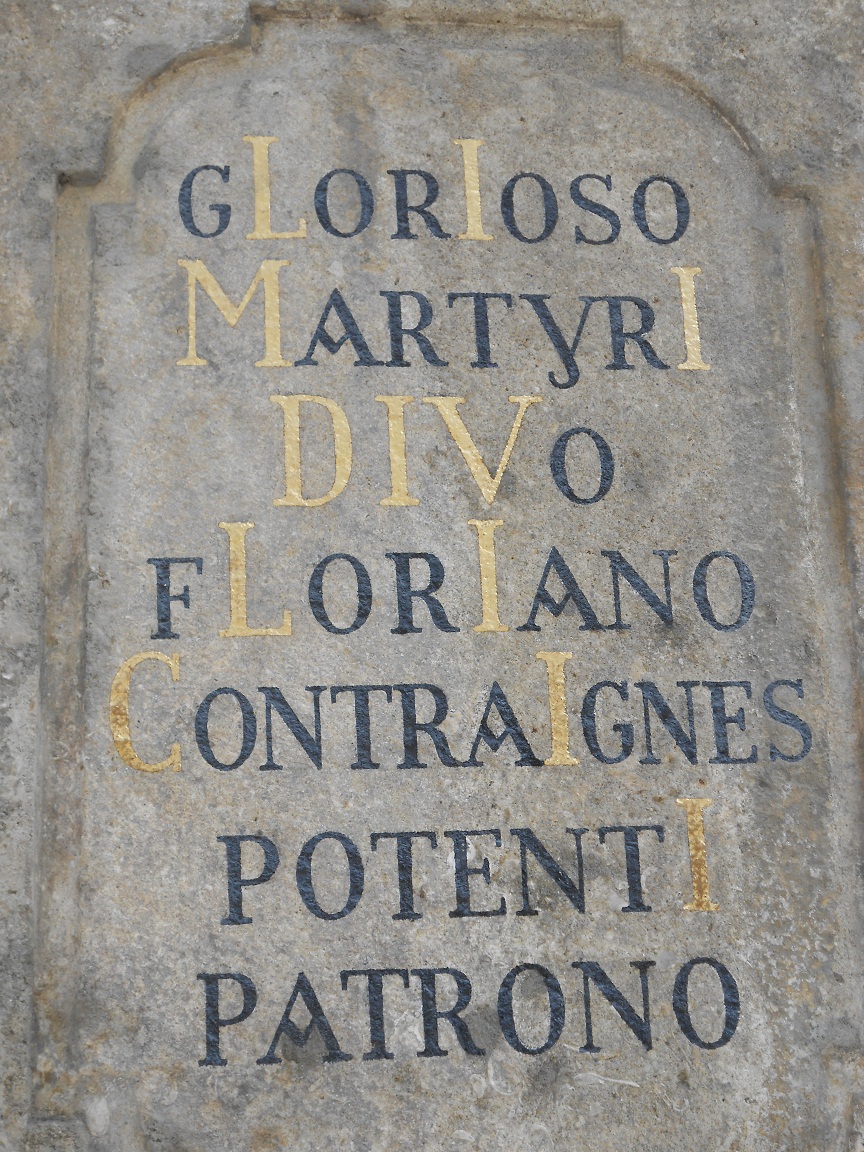 GLORIOSO
MARTYRI
DIVO
FLORIANO
CONTRAIGNES
POTENTI
PATRONO